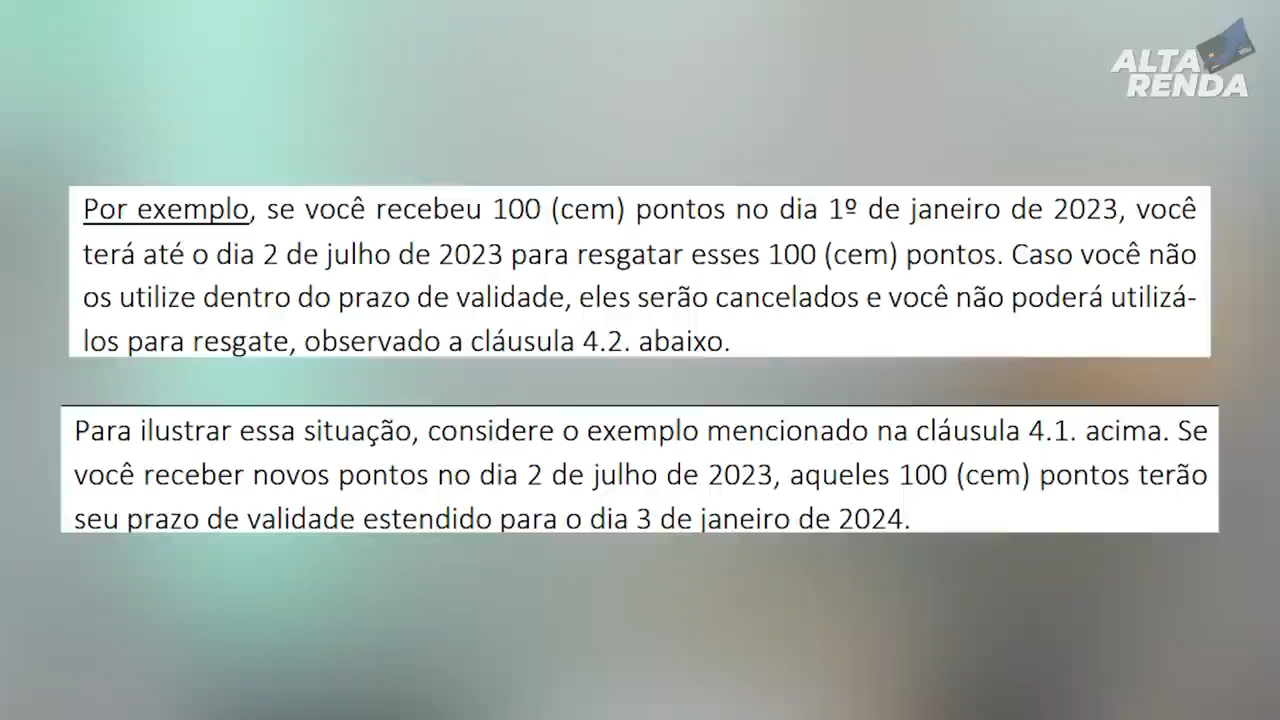 ALTA
RENDA
Por exemplo, se você recebeu 100 (cem) pontos no dia 1º de janeiro de 2023, você
terá até o dia 2 de julho de 2023 para resgatar esses 100 (cem) pontos. Caso você não
os utilize dentro do prazo de validade, eles serão cancelados e você não poderá utilizá-
los para resgate, observado a cláusula 4.2. abaixo.
Para ilustrar essa situação, considere o exemplo mencionado na cláusula 4.1. acima. Se
você receber novos pontos no dia 2 de julho de 2023, aqueles 100 (cem) pontos terão
seu prazo de validade estendido para o dia 3 de janeiro de 2024.